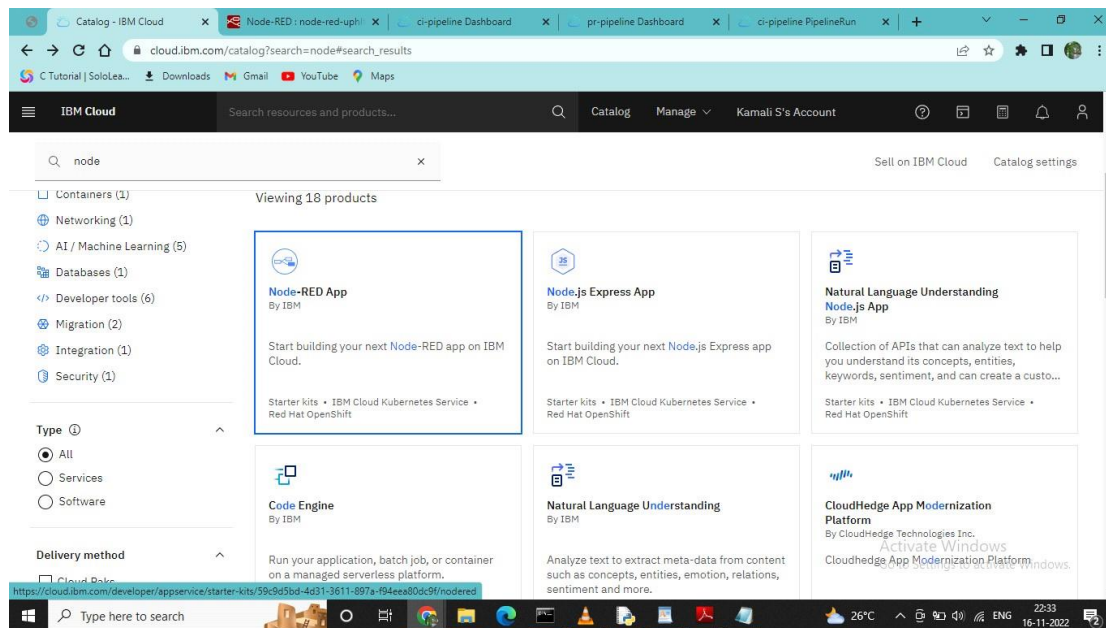 Catalog - IBM Cloud
Node-RED : node-red-uph
ci-pipeline Dashboard
pr-pipeline Dashboard
ci-pipeline PipelineRun
cloud.ibm.com/catalog?search=node#search_results
C Tutorial | SoloLea...
Downloads
Gmail
YouTube
Maps
IBM Cloud
Search resources and products...
Catalog
Manage
Kamali S's Account
node
Sell on IBM Cloud
Catalog settings
Containers (1)
Networking (1)
AI / Machine Learning (5)
Databases (1)
Developer tools (6)
Migration (2)
Integration (1)
Security (1)
Type
All
Services
Software
Delivery method
Cloud Paks
Viewing 18 products
Node-RED App
By IBM
Start building your next Node-RED app on IBM
Cloud.
Starter kits • IBM Cloud Kubernetes Service •
Red Hat OpenShift
JS
Node.js Express App
By IBM
Start building your next Node.js Express app
on IBM Cloud.
Starter kits • IBM Cloud Kubernetes Service •
Red Hat OpenShift
Natural Language Understanding
Node.js App
By IBM
Collection of APIs that can analyze text to help
you understand its concepts, entities,
keywords, sentiment, and can create a custo...
Starter kits • IBM Cloud Kubernetes Service •
Red Hat OpenShift
Code Engine
By IBM
Run your application, batch job, or container
on a managed serverless platform.
Natural Language Understanding
By IBM
Analyze text to extract meta-data from content
such as concepts, entities, emotion, relations,
sentiment and more.
CloudHedge App Modernization
Platform
By CloudHedge Technologies Inc.
Cloudhedge App Modernization Platform
Activate Windows
Go to Settings to activate Windows.
https://cloud.ibm.com/developer/appservice/starter-kits/59c9d5bd-4d31-3611-897a-f94eea80dc9f/nodered
Type here to search
26°C
ENG
22:33
16-11-2022
2